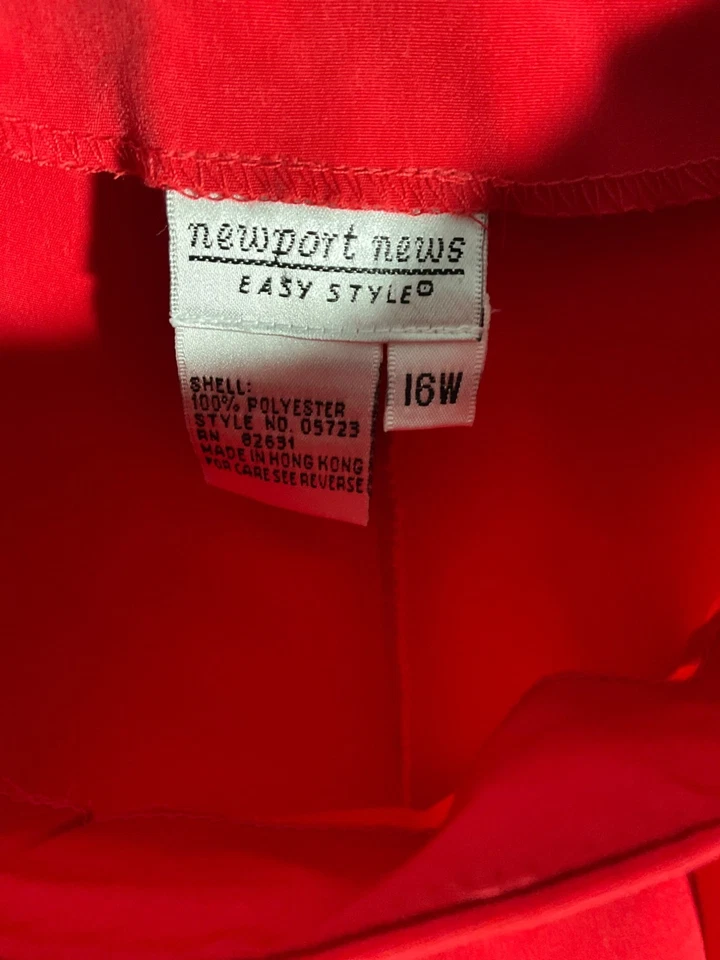 newport news
EASY STYLE®
16W
SHELL:
100% POLYESTER
STYLE NO. 05723
RN 82631
MADE IN HONG KONG
FOR CARE SEE REVERSE